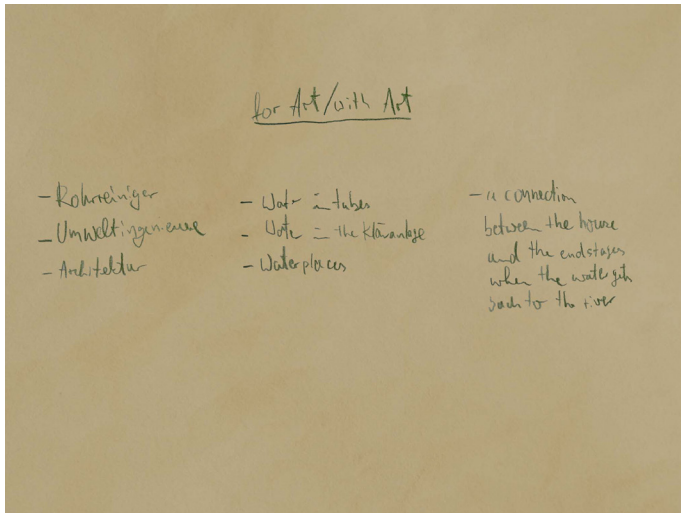 for Art/with Art
- Rohrreiniger
- Umweltingenieure
- Architektur
- Water in tubes
- Water in the Kläranlage
- Waterplaces
- a connection
between the house
and the endstages
when the water gets
back to the river